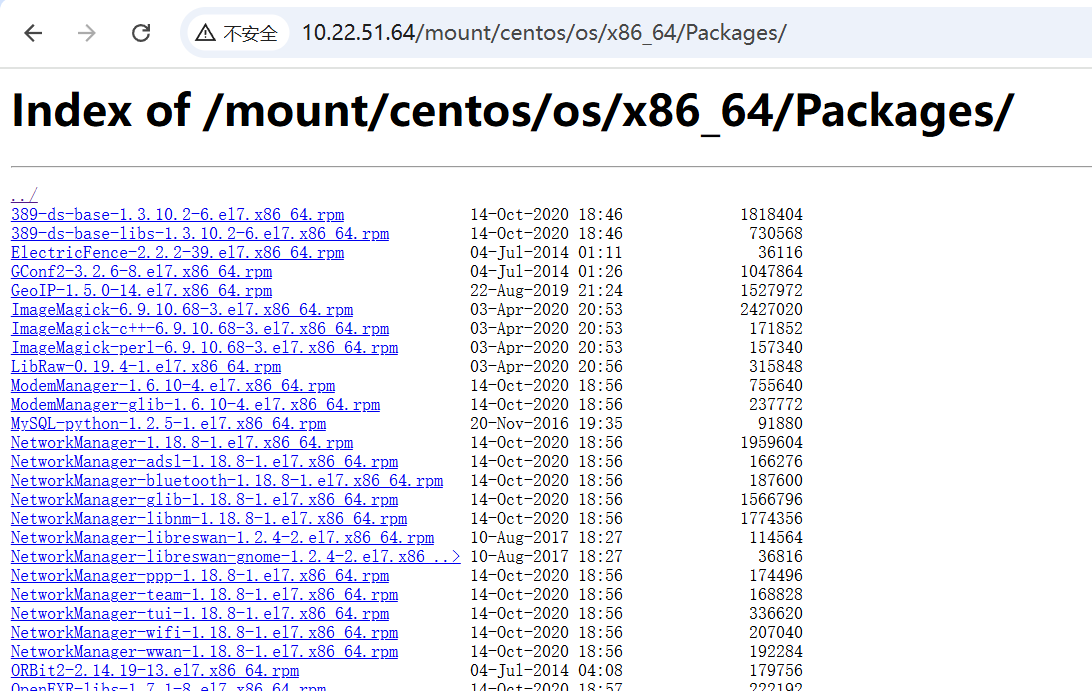 不安全 10.22.51.64/mount/centos/os/x86_64/Packages/
Index of /mount/centos/os/x86_64/Packages/
../
389-ds-base-1.3.10.2-6.el7.x86_64.rpm 14-Oct-2020 18:46 1818404
389-ds-base-libs-1.3.10.2-6.el7.x86_64.rpm 14-Oct-2020 18:46 730568
ElectricFence-2.2.2-39.el7.x86_64.rpm 04-Jul-2014 01:11 36116
GConf2-3.2.6-8.el7.x86_64.rpm 04-Jul-2014 01:26 1047864
GeoIP-1.5.0-14.el7.x86_64.rpm 22-Aug-2019 21:24 1527972
ImageMagick-6.9.10.68-3.el7.x86_64.rpm 03-Apr-2020 20:53 2427020
ImageMagick-c++-6.9.10.68-3.el7.x86_64.rpm 03-Apr-2020 20:53 171852
ImageMagick-perl-6.9.10.68-3.el7.x86_64.rpm 03-Apr-2020 20:53 157340
LibRaw-0.19.4-1.el7.x86_64.rpm 03-Apr-2020 20:56 315848
ModemManager-1.6.10-4.el7.x86_64.rpm 14-Oct-2020 18:56 755640
ModemManager-glib-1.6.10-4.el7.x86_64.rpm 14-Oct-2020 18:56 237772
MySQL-python-1.2.5-1.el7.x86_64.rpm 20-Nov-2016 19:35 91880
NetworkManager-1.18.8-1.el7.x86_64.rpm 14-Oct-2020 18:56 1959604
NetworkManager-adsl-1.18.8-1.el7.x86_64.rpm 14-Oct-2020 18:56 166276
NetworkManager-bluetooth-1.18.8-1.el7.x86_64.rpm 14-Oct-2020 18:56 187600
NetworkManager-glib-1.18.8-1.el7.x86_64.rpm 14-Oct-2020 18:56 1566796
NetworkManager-libnm-1.18.8-1.el7.x86_64.rpm 14-Oct-2020 18:56 1774356
NetworkManager-libreswan-1.2.4-2.el7.x86_64.rpm 10-Aug-2017 18:27 114564
NetworkManager-libreswan-gnome-1.2.4-2.el7.x86_..> 10-Aug-2017 18:27 36816
NetworkManager-ppp-1.18.8-1.el7.x86_64.rpm 14-Oct-2020 18:56 174496
NetworkManager-team-1.18.8-1.el7.x86_64.rpm 14-Oct-2020 18:56 168828
NetworkManager-tui-1.18.8-1.el7.x86_64.rpm 14-Oct-2020 18:56 336620
NetworkManager-wifi-1.18.8-1.el7.x86_64.rpm 14-Oct-2020 18:56 207040
NetworkManager-wwan-1.18.8-1.el7.x86_64.rpm 14-Oct-2020 18:56 192284
ORBit2-2.14.19-13.el7.x86_64.rpm 04-Jul-2014 04:08 179756
OpenEXR-libs-1.7.1-8.el7.x86_64.rpm 14-Oct-2020 18:57 222192